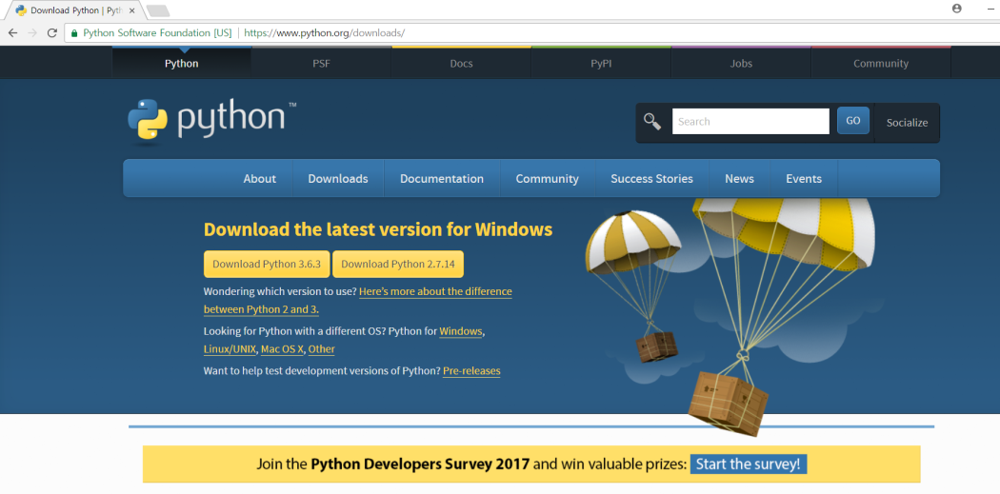 Download Python | Pyth
Python Software Foundation [US] | https://www.python.org/downloads/
Python PSF Docs PyPI Jobs Community
python™
Search GO Socialize
About Downloads Documentation Community Success Stories News Events
Download the latest version for Windows
Download Python 3.6.3 Download Python 2.7.14
Wondering which version to use? Here's more about the difference
between Python 2 and 3.
Looking for Python with a different OS? Python for Windows,
Linux/UNIX, Mac OS X, Other
Want to help test development versions of Python? Pre-releases
Join the Python Developers Survey 2017 and win valuable prizes: Start the survey!